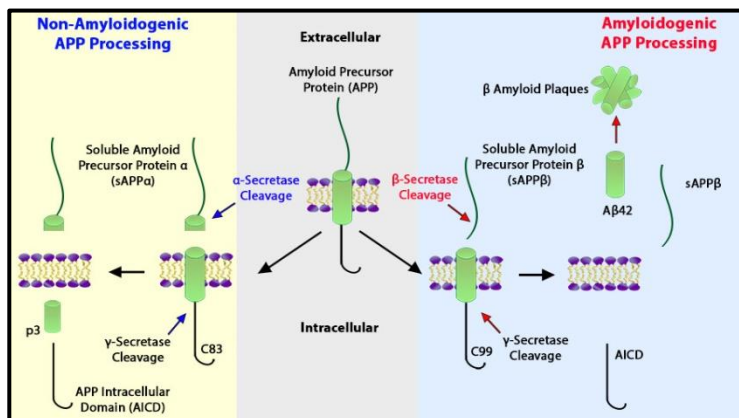 Non-Amyloidogenic
APP Processing
Extracellular
Amyloidogenic
APP Processing
Amyloid Precursor
Protein (APP)
β Amyloid Plaques
Soluble Amyloid
Precursor Protein α
(sAPPα)
α-Secretase
Cleavage
β-Secretase
Cleavage
Soluble Amyloid
Precursor Protein β
(sAPPβ)
Aβ42
sAPPβ
p3
γ-Secretase
Cleavage
C83
Intracellular
C99
γ-Secretase
Cleavage
AICD
APP Intracellular
Domain (AICD)